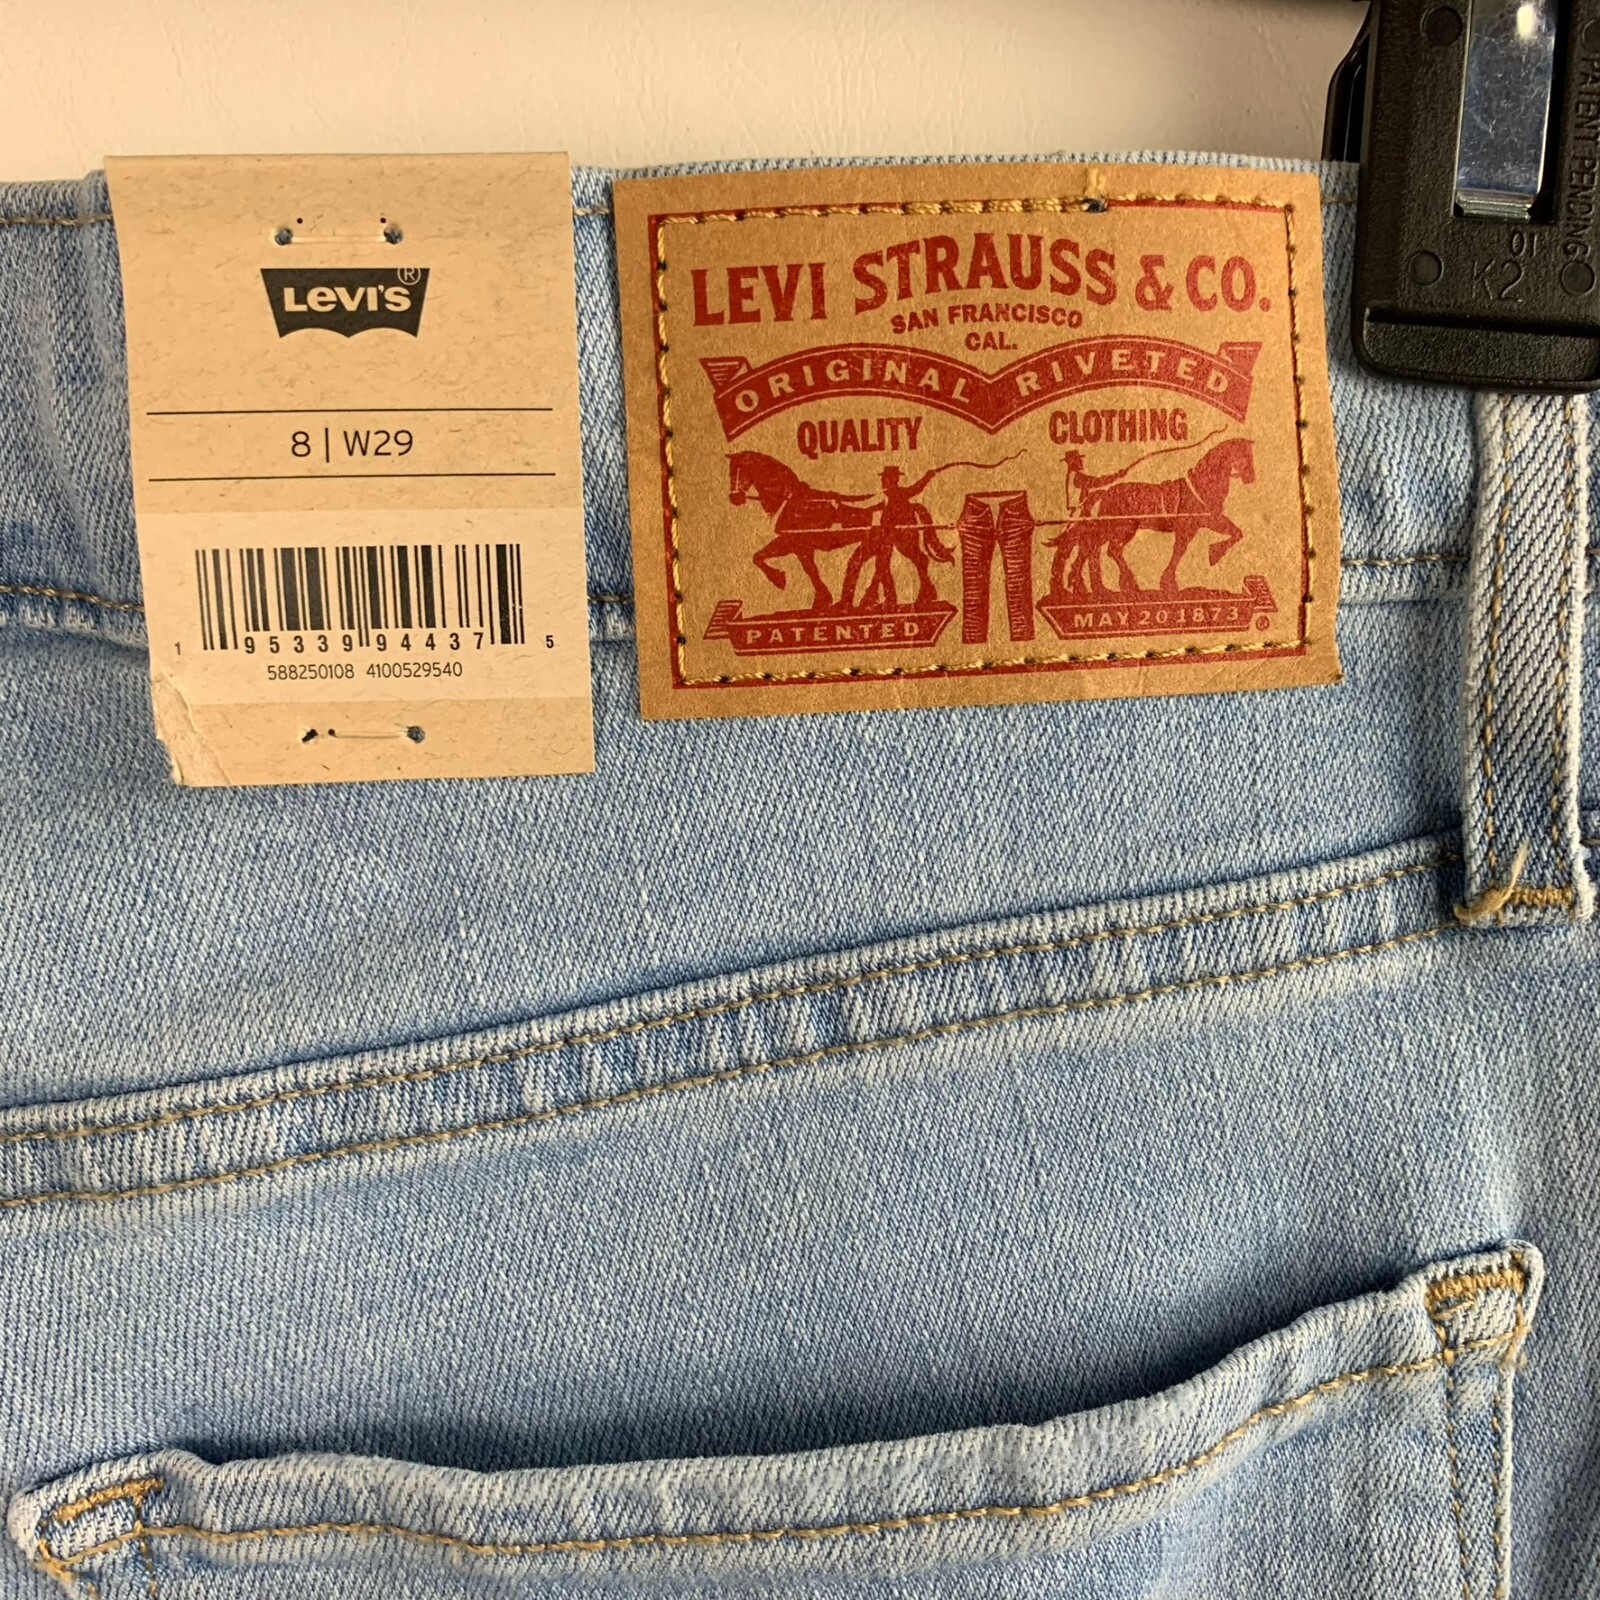 LEVI'S®
8 | W29
1 95339 94437 5
588250108 4100529540
LEVI STRAUSS & CO.
SAN FRANCISCO
CAL.
ORIGINAL RIVETED
QUALITY CLOTHING
PATENTED MAY 20 1873 ®
PATENT PENDING
01
K2